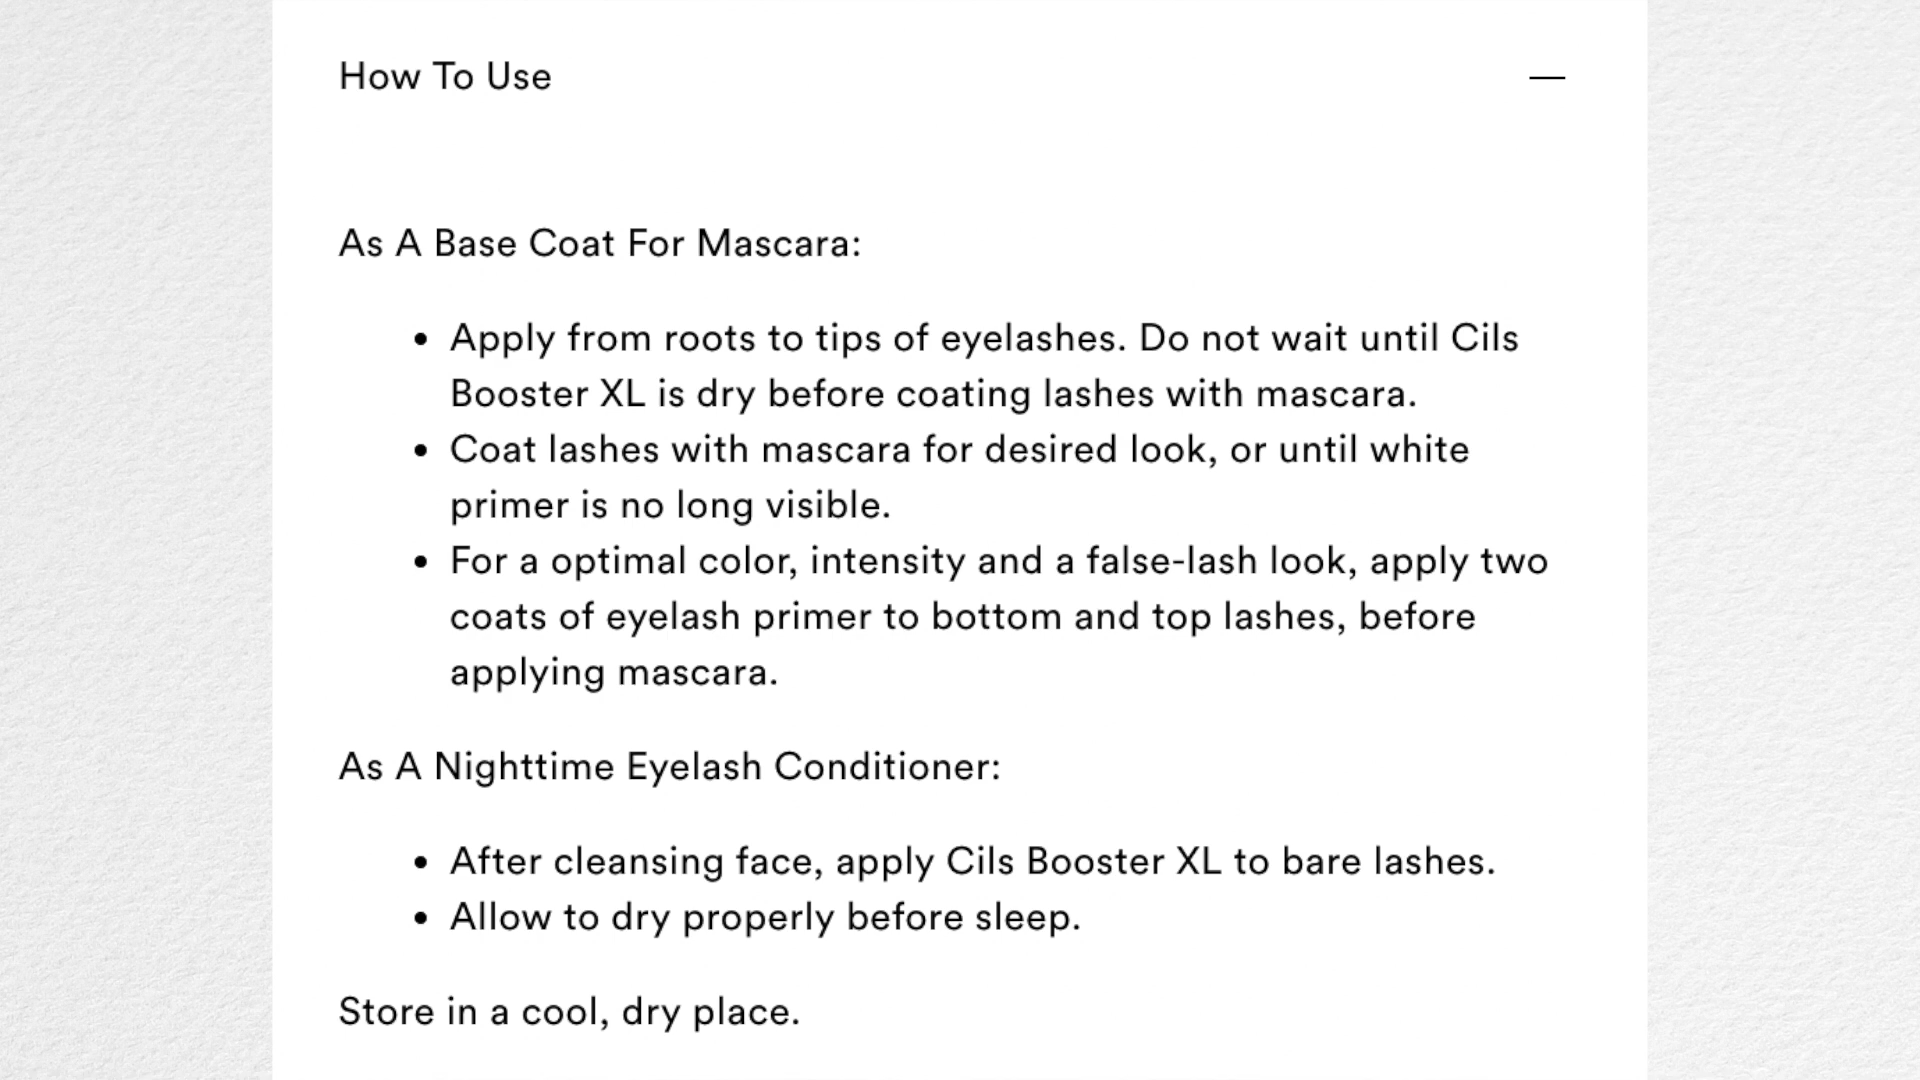 How To Use
As A Base Coat For Mascara:
• Apply from roots to tips of eyelashes. Do not wait until Cils
Booster XL is dry before coating lashes with mascara.
• Coat lashes with mascara for desired look, or until white
primer is no long visible.
• For a optimal color, intensity and a false-lash look, apply two
coats of eyelash primer to bottom and top lashes, before
applying mascara.
As A Nighttime Eyelash Conditioner:
• After cleansing face, apply Cils Booster XL to bare lashes.
• Allow to dry properly before sleep.
Store in a cool, dry place.